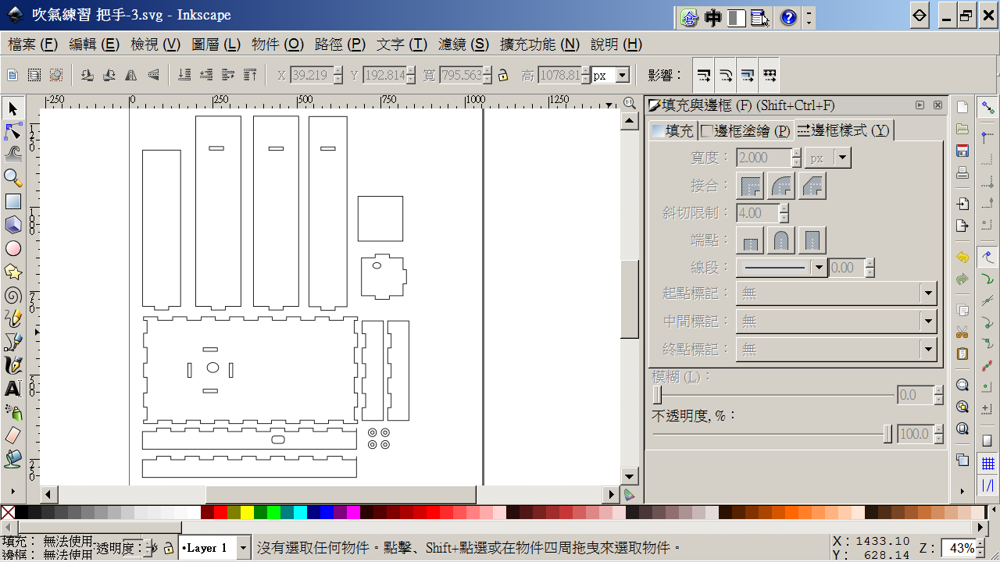 吹氣練習 把手-3.svg - Inkscape
倉 中
檔案 (F) 編輯 (E) 檢視 (V) 圖層 (L) 物件 (O) 路徑 (P) 文字 (T) 濾鏡 (S) 擴充功能 (N) 說明 (H)
X 39.219 Y 192.814 寬 795.563 高 1078.81 px 影響：
-250 0 250 500 750 1000 1250
填充與邊框 (F) (Shift+Ctrl+F)
填充 邊框塗繪 (P) 邊框樣式 (Y)
寬度： 2.000 px
接合：
斜切限制： 4.00
端點：
線段： 0.00
起點標記： 無
中間標記： 無
終點標記： 無
模糊 (L)：
0.0
不透明度, %：
100.0
填充： 無法使用
邊框： 無法使用
透明度：
•Layer 1
沒有選取任何物件。點擊、Shift+點選或在物件四周拖曳來選取物件。
X： 1433.10
Y： 628.14
Z： 43%